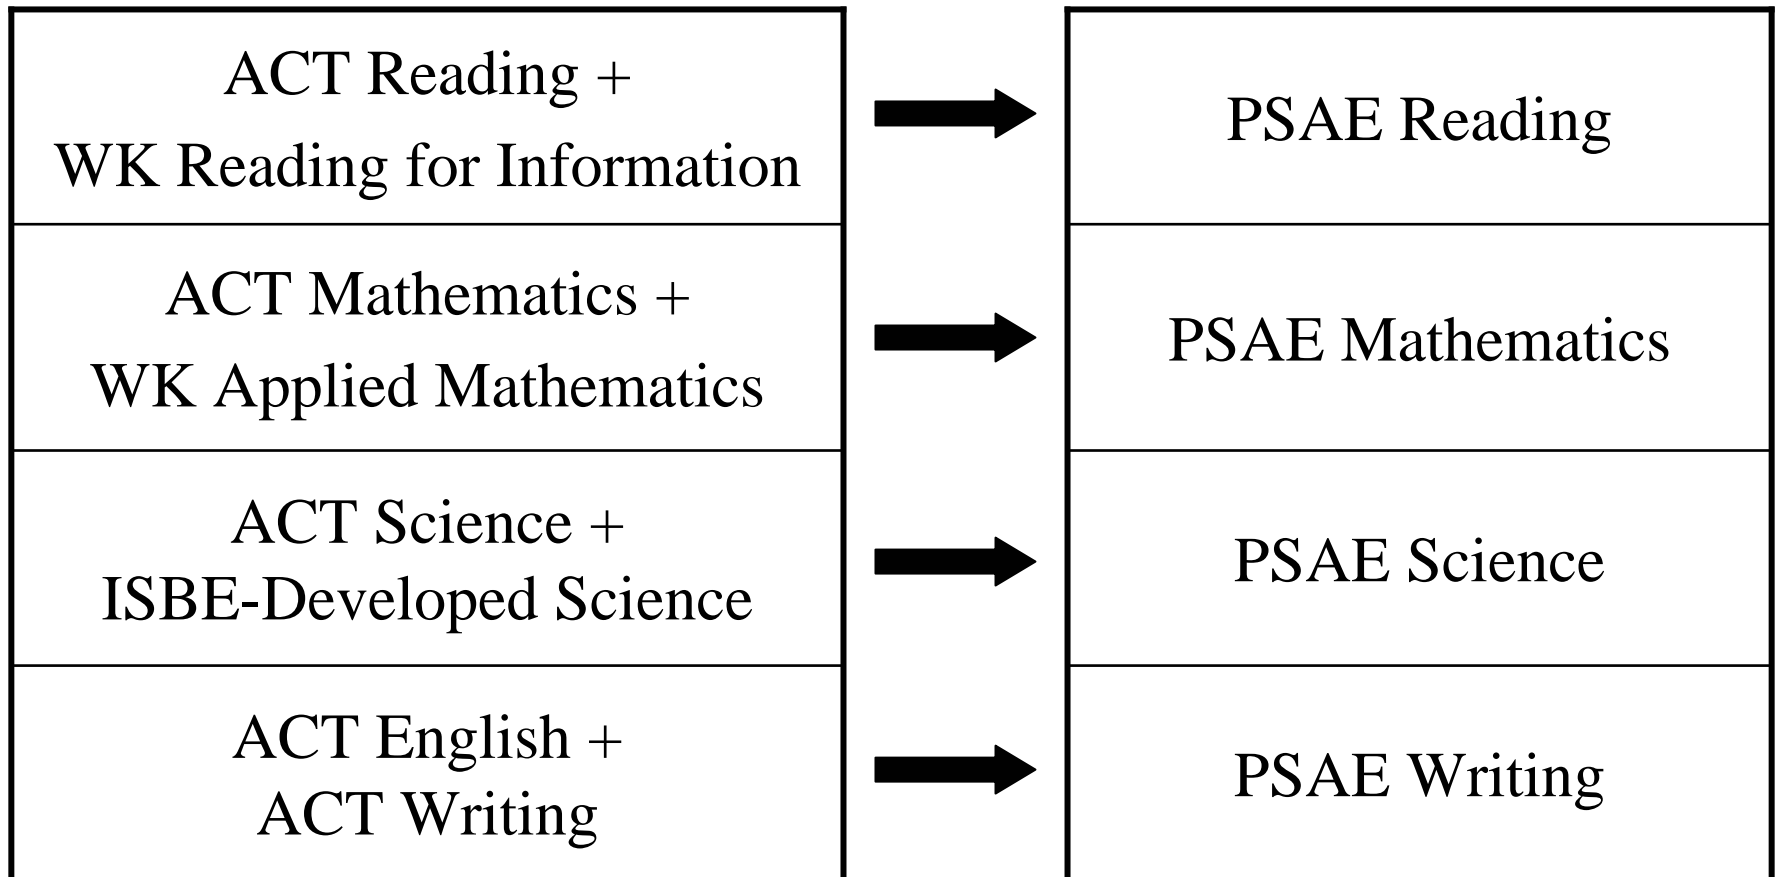 ACT Reading +
WK Reading for Information
PSAE Reading
ACT Mathematics +
WK Applied Mathematics
PSAE Mathematics
ACT Science +
ISBE-Developed Science
PSAE Science
ACT English +
ACT Writing
PSAE Writing